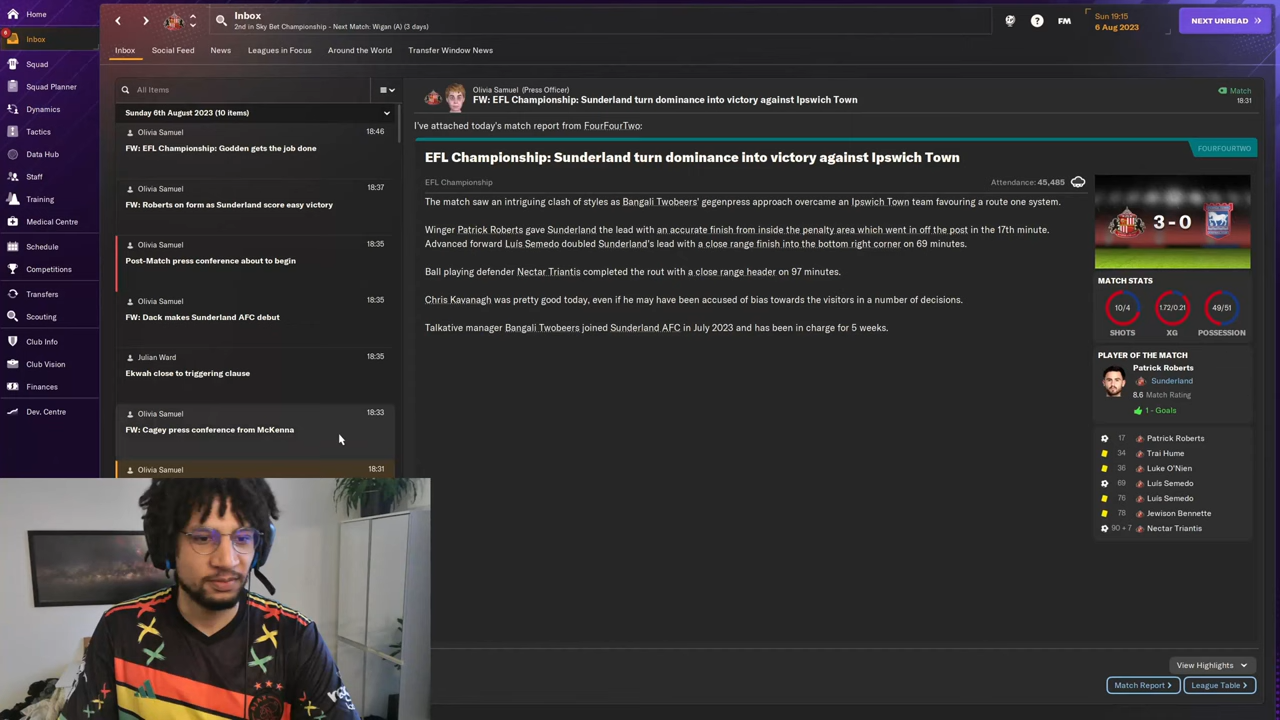 Home
Inbox
2nd in Sky Bet Championship - Next Match: Wigan (A) (3 days)
FM
Sun 19:15
6 Aug 2023
NEXT UNREAD
6
Inbox
Squad
Squad Planner
Dynamics
Tactics
Data Hub
Staff
Training
Medical Centre
Schedule
Competitions
Transfers
Scouting
Club Info
Club Vision
Finances
Dev. Centre
Inbox
Social Feed
News
Leagues in Focus
Around the World
Transfer Window News
All Items
Sunday 6th August 2023 (10 items)
Olivia Samuel 18:46
FW: EFL Championship: Godden gets the job done
Olivia Samuel 18:37
FW: Roberts on form as Sunderland score easy victory
Olivia Samuel 18:35
Post-Match press conference about to begin
Olivia Samuel 18:35
FW: Dack makes Sunderland AFC debut
Julian Ward 18:35
Ekwah close to triggering clause
Olivia Samuel 18:33
FW: Cagey press conference from McKenna
Olivia Samuel 18:31
Olivia Samuel (Press Officer)
FW: EFL Championship: Sunderland turn dominance into victory against Ipswich Town
Match
18:31
I've attached today's match report from FourFourTwo:
FOURFOURTWO
EFL Championship: Sunderland turn dominance into victory against Ipswich Town
EFL Championship
Attendance: 45,485
The match saw an intriguing clash of styles as Bangali Twobeers' gegenpress approach overcame an Ipswich Town team favouring a route one system.
Winger Patrick Roberts gave Sunderland the lead with an accurate finish from inside the penalty area which went in off the post in the 17th minute.
Advanced forward Luís Semedo doubled Sunderland's lead with a close range finish into the bottom right corner on 69 minutes.
Ball playing defender Nectar Triantis completed the rout with a close range header on 97 minutes.
Chris Kavanagh was pretty good today, even if he may have been accused of bias towards the visitors in a number of decisions.
Talkative manager Bangali Twobeers joined Sunderland AFC in July 2023 and has been in charge for 5 weeks.
3-0
MATCH STATS
10/4
1.72/0.21
49/51
SHOTS
XG
POSSESSION
PLAYER OF THE MATCH
Patrick Roberts
Sunderland
8.6 Match Rating
1 - Goals
17 Patrick Roberts
34 Trai Hume
36 Luke O'Nien
69 Luís Semedo
76 Luís Semedo
78 Jewison Bennette
90 + 7 Nectar Triantis
View Highlights
Match Report
League Table